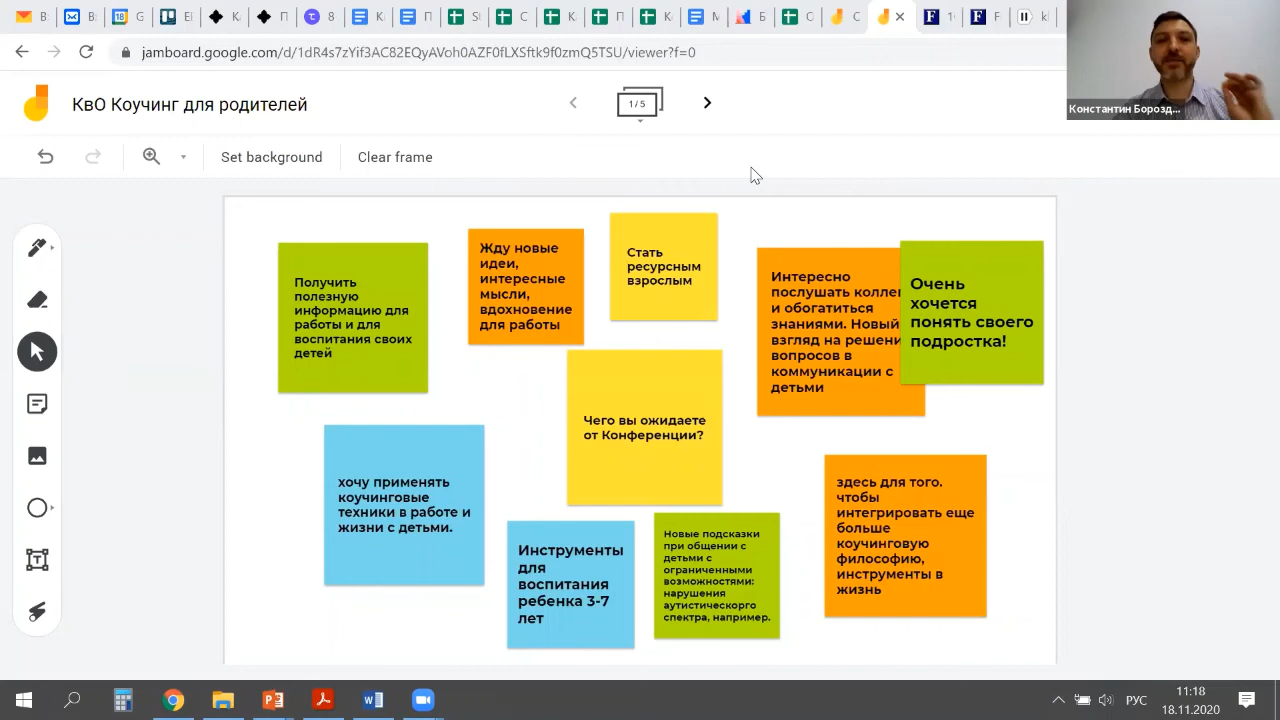 18
8
jamboard.google.com/d/1dR4s7zYif3AC82EQyAVoh0AZF0fLXSftk9f0zmQ5TSU/viewer?f=0
Константин Борозд...
КвО Коучинг для родителей
1 / 5
Set background
Clear frame
Получить
полезную
информацию для
работы и для
воспитания своих
детей
Жду новые
идеи,
интересные
мысли,
вдохновение
для работы
Стать
ресурсным
взрослым
Интересно
послушать коллег
и обогатиться
знаниями. Новый
взгляд на решени
вопросов в
коммуникации с
детьми
Очень
хочется
понять своего
подростка!
Чего вы ожидаете
от Конференции?
хочу применять
коучинговые
техники в работе и
жизни с детьми.
Инструменты
для
воспитания
ребенка 3-7
лет
Новые подсказки
при общении с
детьми с
ограниченными
возможностями:
нарушения
аутистическорго
спектра, например.
здесь для того.
чтобы
интегрировать еще
больше
коучинговую
философию,
инструменты в
жизнь
РУС
11:18
18.11.2020